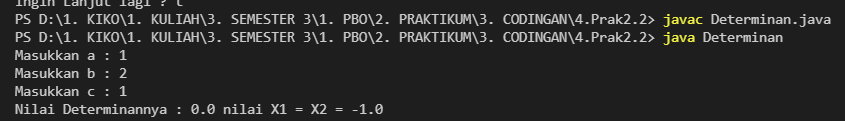 Ingin Lanjut lagi ? t
PS D:\1. KIKO\1. KULIAH\3. SEMESTER 3\1. PBO\2. PRAKTIKUM\3. CODINGAN\4.Prak2.2> javac Determinan.java
PS D:\1. KIKO\1. KULIAH\3. SEMESTER 3\1. PBO\2. PRAKTIKUM\3. CODINGAN\4.Prak2.2> java Determinan
Masukkan a : 1
Masukkan b : 2
Masukkan c : 1
Nilai Determinannya : 0.0 nilai X1 = X2 = -1.0